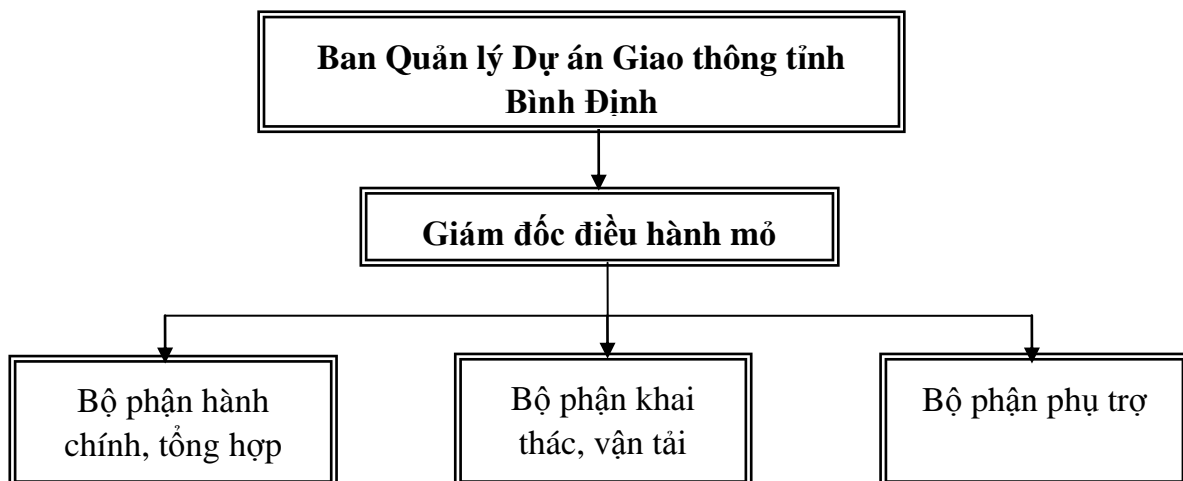 Ban Quản lý Dự án Giao thông tỉnh
Bình Định
Giám đốc điều hành mỏ
Bộ phận hành
chính, tổng hợp
Bộ phận khai
thác, vận tải
Bộ phận phụ trợ